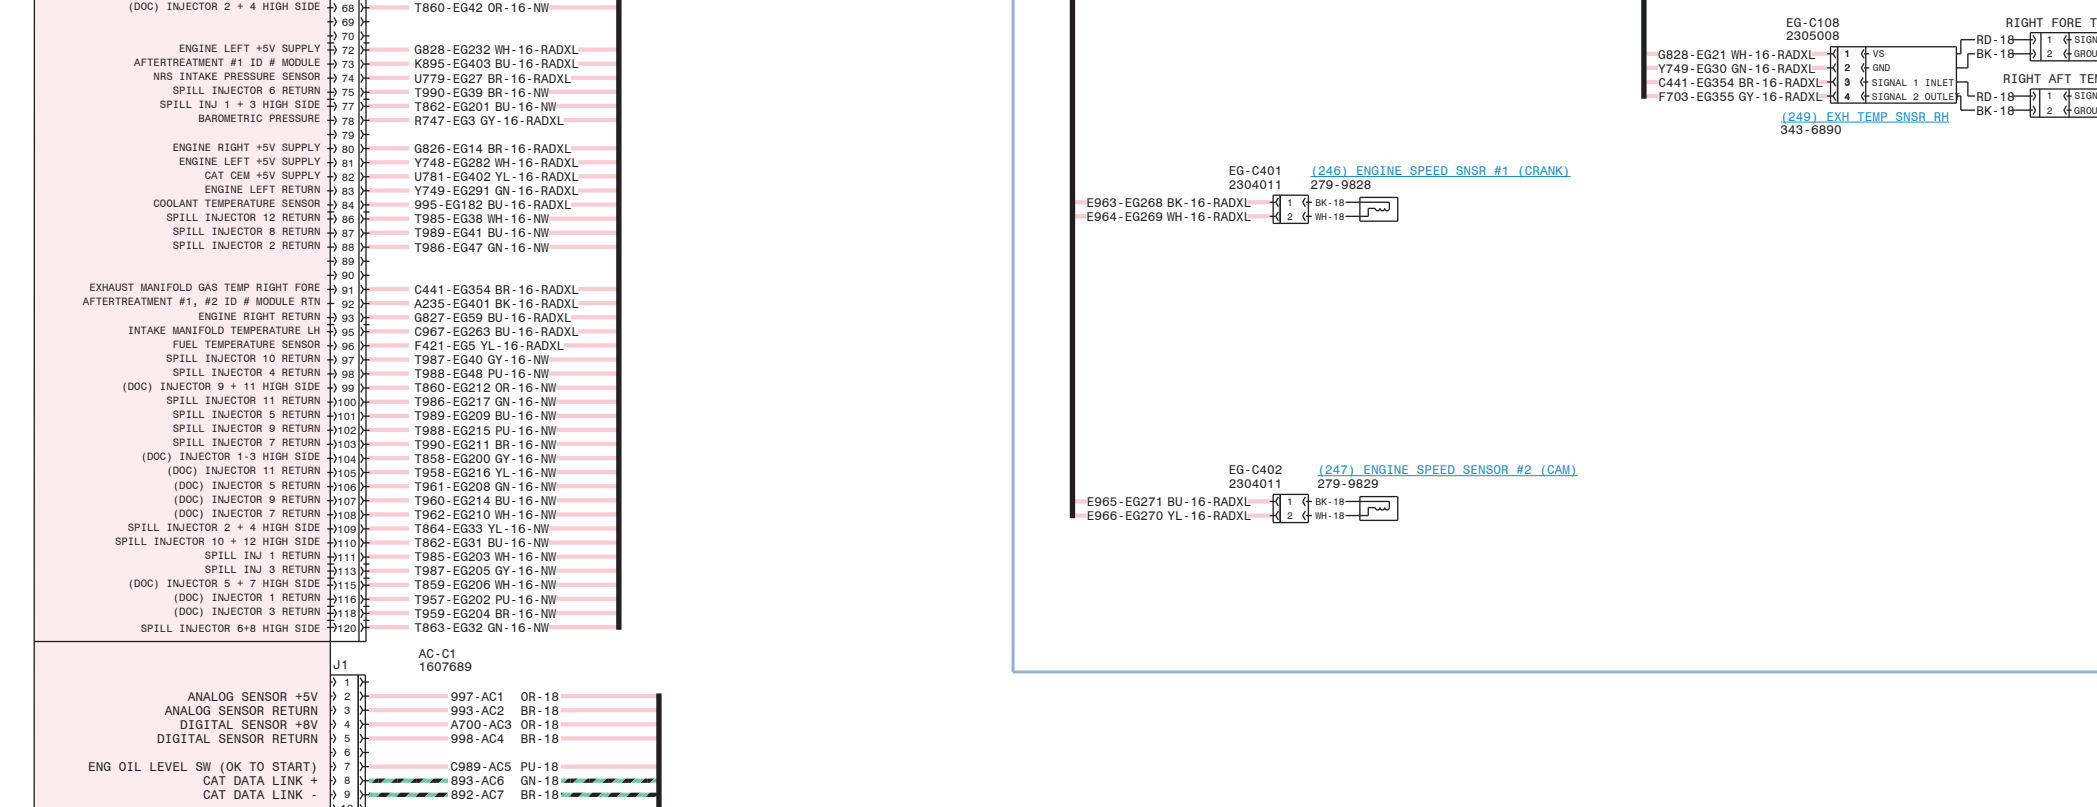 (DOC) INJECTOR 2 + 4 HIGH SIDE 68 T860-EG42 OR-16-NW
69
70
ENGINE LEFT +5V SUPPLY 72 G828-EG232 WH-16-RADXL
AFTERTREATMENT #1 ID # MODULE 73 K895-EG403 BU-16-RADXL
NRS INTAKE PRESSURE SENSOR 74 U779-EG27 BR-16-RADXL
SPILL INJECTOR 6 RETURN 75 T990-EG39 BR-16-NW
SPILL INJ 1 + 3 HIGH SIDE 77 T862-EG201 BU-16-NW
BAROMETRIC PRESSURE 78 R747-EG3 GY-16-RADXL
79
ENGINE RIGHT +5V SUPPLY 80 G826-EG14 BR-16-RADXL
ENGINE LEFT +5V SUPPLY 81 Y748-EG282 WH-16-RADXL
CAT CEM +5V SUPPLY 82 U781-EG402 YL-16-RADXL
ENGINE LEFT RETURN 83 Y749-EG291 GN-16-RADXL
COOLANT TEMPERATURE SENSOR 84 995-EG182 BU-16-RADXL
SPILL INJECTOR 12 RETURN 86 T985-EG38 WH-16-NW
SPILL INJECTOR 8 RETURN 87 T989-EG41 BU-16-NW
SPILL INJECTOR 2 RETURN 88 T986-EG47 GN-16-NW
89
90
EXHAUST MANIFOLD GAS TEMP RIGHT FORE 91 C441-EG354 BR-16-RADXL
AFTERTREATMENT #1, #2 ID # MODULE RTN 92 A235-EG401 BK-16-RADXL
ENGINE RIGHT RETURN 93 G827-EG59 BU-16-RADXL
INTAKE MANIFOLD TEMPERATURE LH 95 C967-EG263 BU-16-RADXL
FUEL TEMPERATURE SENSOR 96 F421-EG5 YL-16-RADXL
SPILL INJECTOR 10 RETURN 97 T987-EG40 GY-16-NW
SPILL INJECTOR 4 RETURN 98 T988-EG48 PU-16-NW
(DOC) INJECTOR 9 + 11 HIGH SIDE 99 T860-EG212 OR-16-NW
SPILL INJECTOR 11 RETURN 100 T986-EG217 GN-16-NW
SPILL INJECTOR 5 RETURN 101 T989-EG209 BU-16-NW
SPILL INJECTOR 9 RETURN 102 T988-EG215 PU-16-NW
SPILL INJECTOR 7 RETURN 103 T990-EG211 BR-16-NW
(DOC) INJECTOR 1-3 HIGH SIDE 104 T858-EG200 GY-16-NW
(DOC) INJECTOR 11 RETURN 105 T958-EG216 YL-16-NW
(DOC) INJECTOR 5 RETURN 106 T961-EG208 GN-16-NW
(DOC) INJECTOR 9 RETURN 107 T960-EG214 BU-16-NW
(DOC) INJECTOR 7 RETURN 108 T962-EG210 WH-16-NW
SPILL INJECTOR 2 + 4 HIGH SIDE 109 T864-EG33 YL-16-NW
SPILL INJECTOR 10 + 12 HIGH SIDE 110 T862-EG31 BU-16-NW
SPILL INJ 1 RETURN 111 T985-EG203 WH-16-NW
SPILL INJ 3 RETURN 113 T987-EG205 GY-16-NW
(DOC) INJECTOR 5 + 7 HIGH SIDE 115 T859-EG206 WH-16-NW
(DOC) INJECTOR 1 RETURN 116 T957-EG202 PU-16-NW
(DOC) INJECTOR 3 RETURN 118 T959-EG204 BR-16-NW
SPILL INJECTOR 6+8 HIGH SIDE 120 T863-EG32 GN-16-NW
AC-C1
J1 1607689
1
ANALOG SENSOR +5V 2 997-AC1 OR-18
ANALOG SENSOR RETURN 3 993-AC2 BR-18
DIGITAL SENSOR +8V 4 A700-AC3 OR-18
DIGITAL SENSOR RETURN 5 998-AC4 BR-18
6
ENG OIL LEVEL SW (OK TO START) 7 C989-AC5 PU-18
CAT DATA LINK + 8 893-AC6 GN-18
CAT DATA LINK - 9 892-AC7 BR-18
EG-C108 RIGHT FORE T
2305008
RD-18 1 SIGN
BK-18 2 GROU
G828-EG21 WH-16-RADXL 1 VS
Y749-EG30 GN-16-RADXL 2 GND
C441-EG354 BR-16-RADXL 3 SIGNAL 1 INLET
F703-EG355 GY-16-RADXL 4 SIGNAL 2 OUTLET
RIGHT AFT TEM
RD-18 1 SIGN
BK-18 2 GROU
(249) EXH TEMP SNSR RH
343-6890
EG-C401 (246) ENGINE SPEED SNSR #1 (CRANK)
2304011 279-9828
E963-EG268 BK-16-RADXL 1 BK-18
E964-EG269 WH-16-RADXL 2 WH-18
EG-C402 (247) ENGINE SPEED SENSOR #2 (CAM)
2304011 279-9829
E965-EG271 BU-16-RADXL 1 BK-18
E966-EG270 YL-16-RADXL 2 WH-18